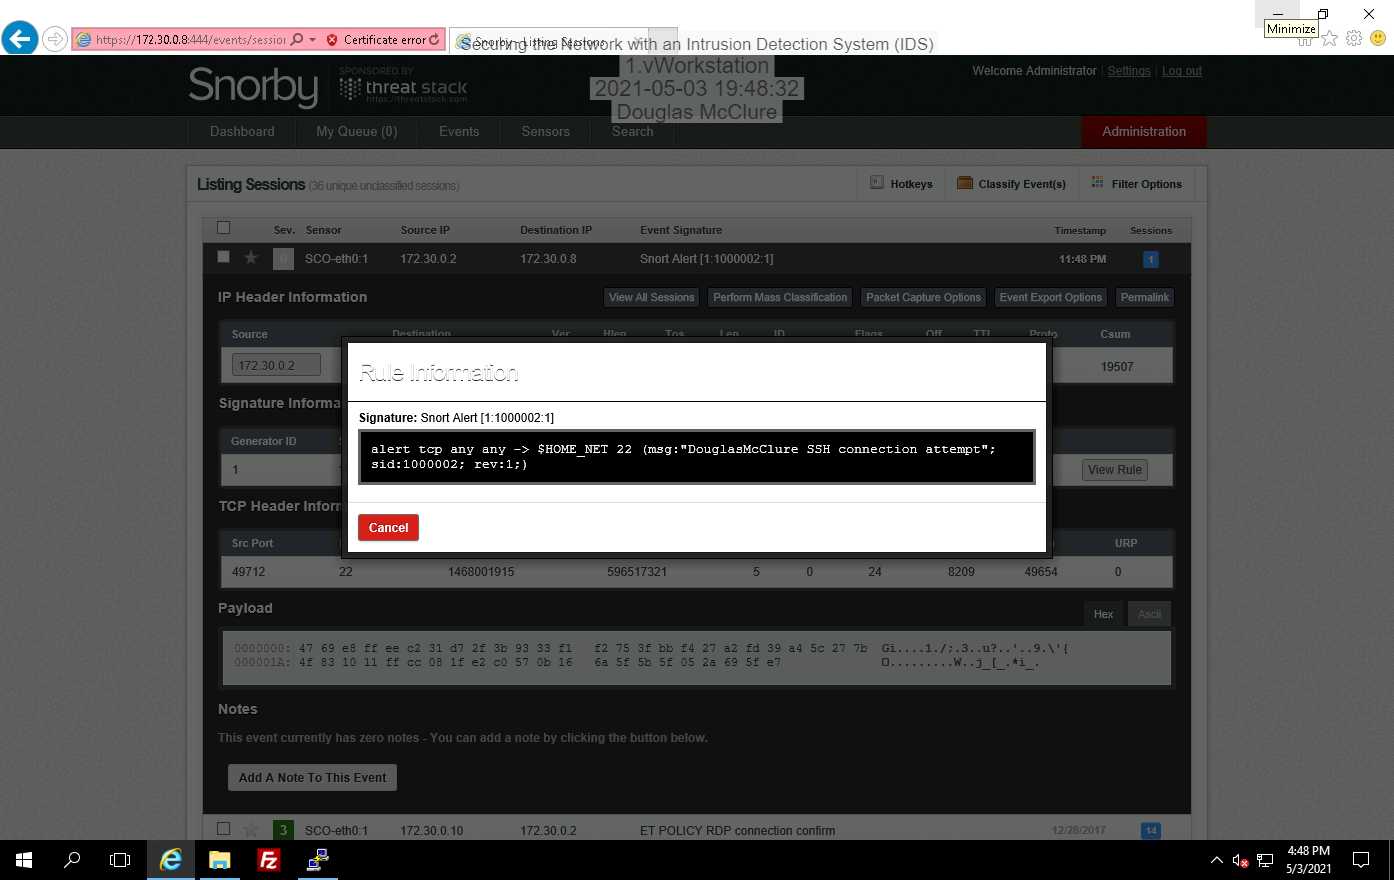 Minimize
https://172.30.0.8:444/events/session
Certificate error
Snorby - Listing Sessions
Securing the Network with an Intrusion Detection System (IDS)
1.vWorkstation
2021-05-03 19:48:32
Douglas McClure
Snorby
SPONSORED BY
threat stack
https://threatstack.com
Welcome Administrator | Settings | Log out
Dashboard
My Queue (0)
Events
Sensors
Search
Administration
Listing Sessions (36 unique unclassified sessions)
Hotkeys
Classify Event(s)
Filter Options
Sev. Sensor Source IP Destination IP Event Signature Timestamp Sessions
SCO-eth0:1 172.30.0.2 172.30.0.8 Snort Alert [1:1000002:1] 11:48 PM 1
IP Header Information
View All Sessions
Perform Mass Classification
Packet Capture Options
Event Export Options
Permalink
Source Destination Ver Hlen Tos Len ID Flags Off TTL Proto Csum
172.30.0.2 19507
Rule Information
Signature: Snort Alert [1:1000002:1]
alert tcp any any -> $HOME_NET 22 (msg:"DouglasMcClure SSH connection attempt";
sid:1000002; rev:1;)
Cancel
Signature Informa
Generator ID
1
View Rule
TCP Header Inform
Src Port URP
49712 22 1468001915 596517321 5 0 24 8209 49654 0
Payload
Hex
Ascii
0000000: 47 69 e8 ff ee c2 31 d7 2f 3b 93 33 f1 f2 75 3f bb f4 27 a2 fd 39 a4 5c 27 7b Gi....1./;.3..u?..'..9.\'{
000001A: 4f 83 10 11 ff cc 08 1f e2 c0 57 0b 16 6a 5f 5b 5f 05 2a 69 5f e7 O.........W..j_[_.*i_.
Notes
This event currently has zero notes - You can add a note by clicking the button below.
Add A Note To This Event
3 SCO-eth0:1 172.30.0.10 172.30.0.2 ET POLICY RDP connection confirm 12/28/2017 14
4:48 PM
5/3/2021